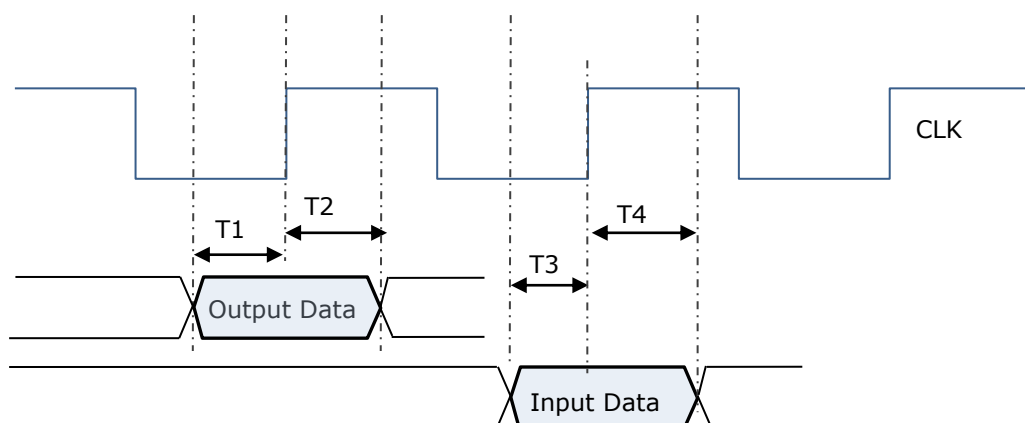 CLK
T2
T1
T4
T3
Output Data
Input Data